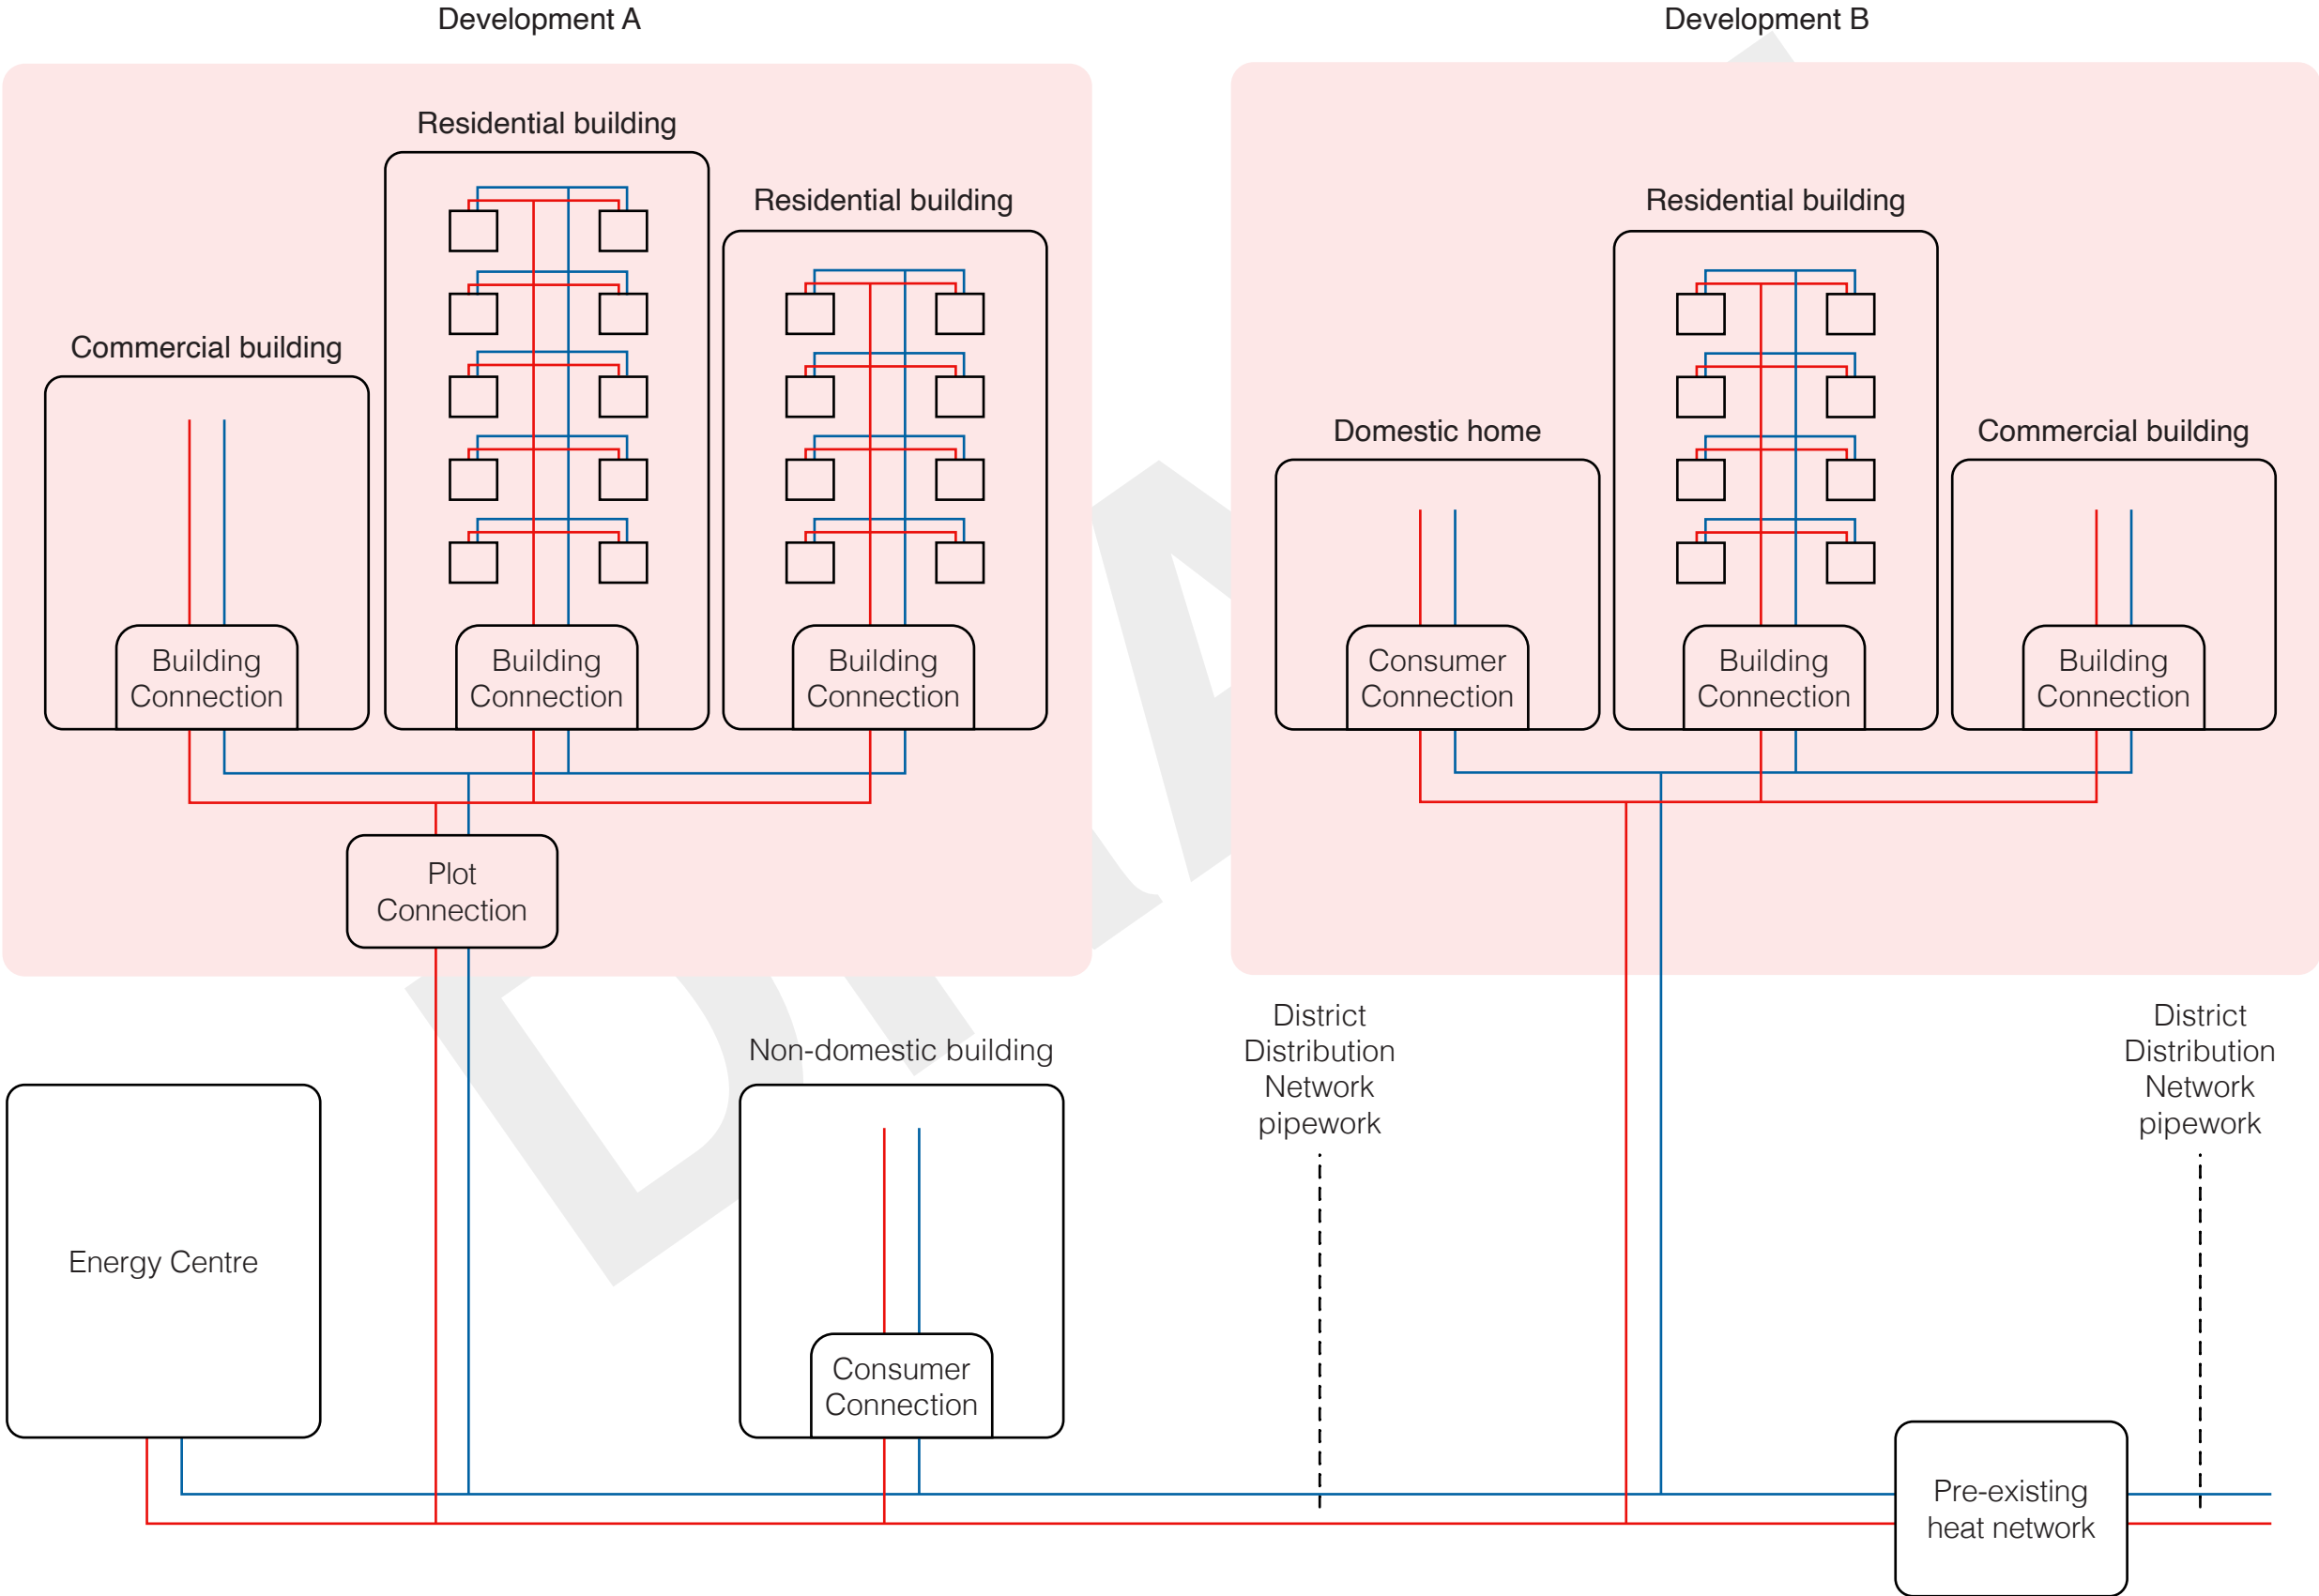 Development A
Development B
Residential building
Residential building
Residential building
Commercial building
Domestic home
Commercial building
Building
Connection
Building
Connection
Building
Connection
Consumer
Connection
Building
Connection
Building
Connection
Plot
Connection
District
Distribution
Network
pipework
District
Distribution
Network
pipework
Non-domestic building
Energy Centre
Consumer
Connection
Pre-existing
heat network